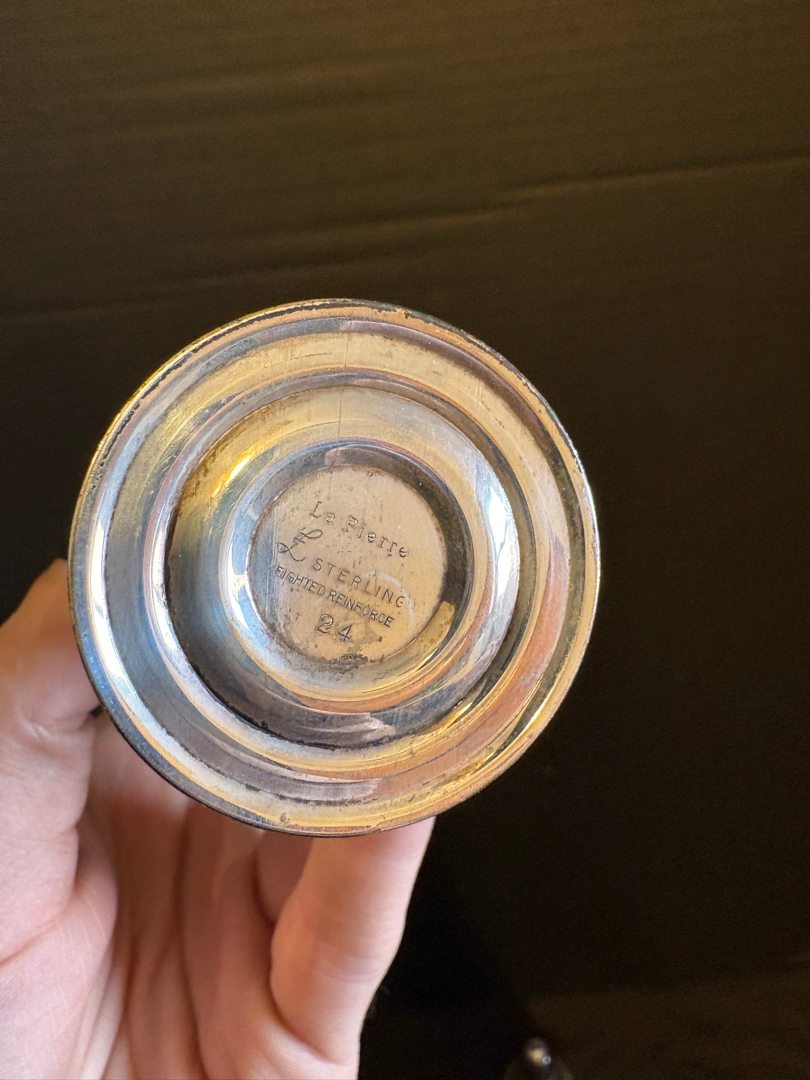 La Pierre
L STERLING
WEIGHTED REINFORCE
24